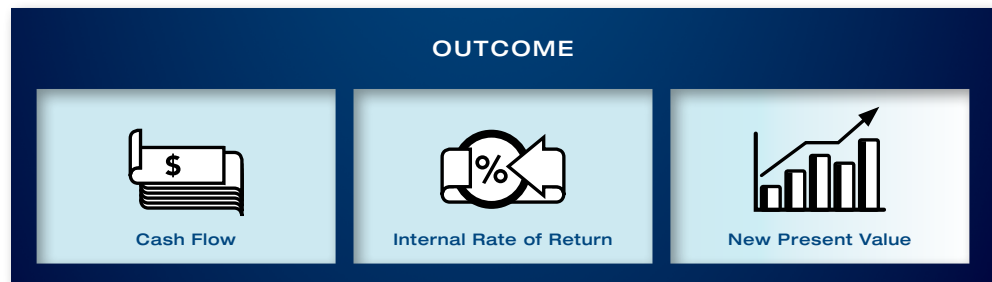 OUTCOME
$
%
Cash Flow
Internal Rate of Return
New Present Value